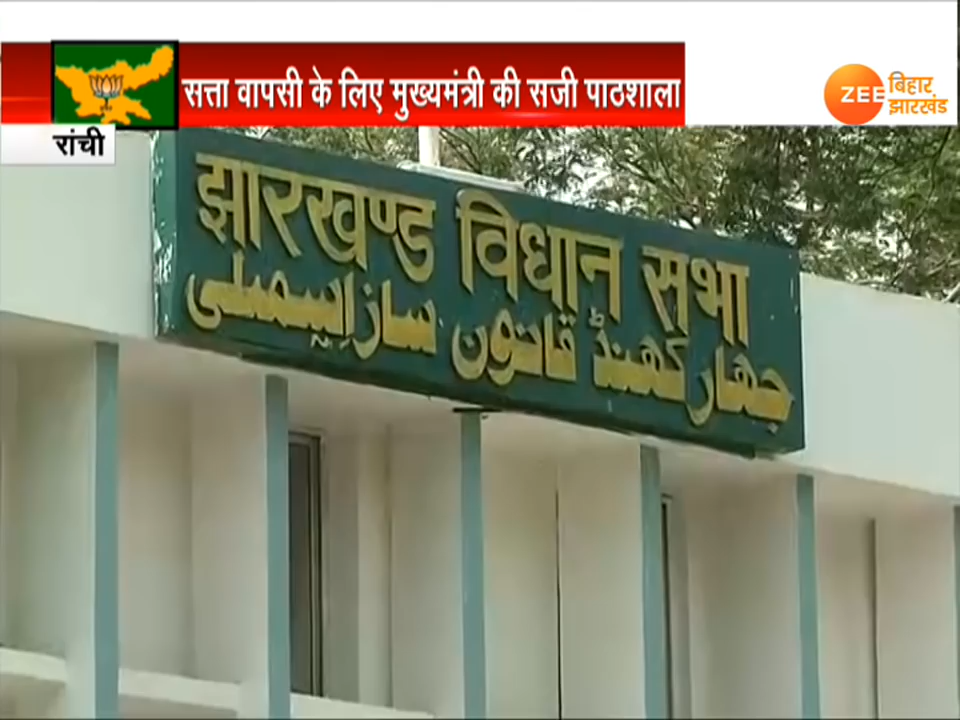 सत्ता वापसी के लिए मुख्यमंत्री की सजी पाठशाला
ZEE बिहार झारखंड
रांची
झारखण्ड विधान सभा
جھارکھنڈ قانون ساز اسمبلی